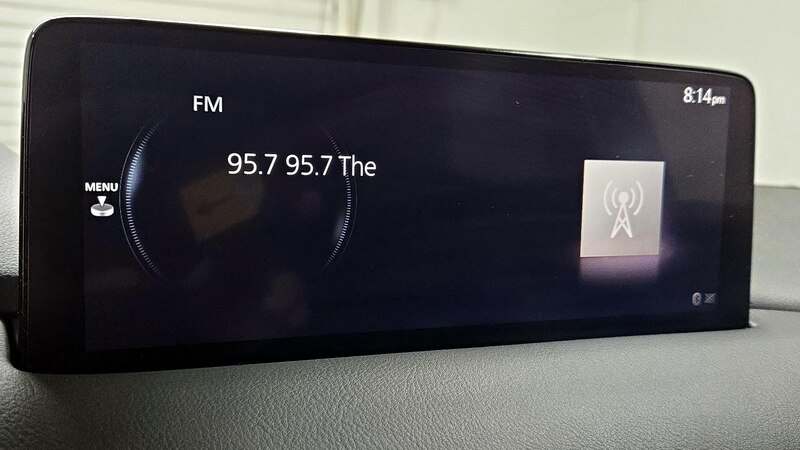 FM
8:14pm
95.7 95.7 The
MENU